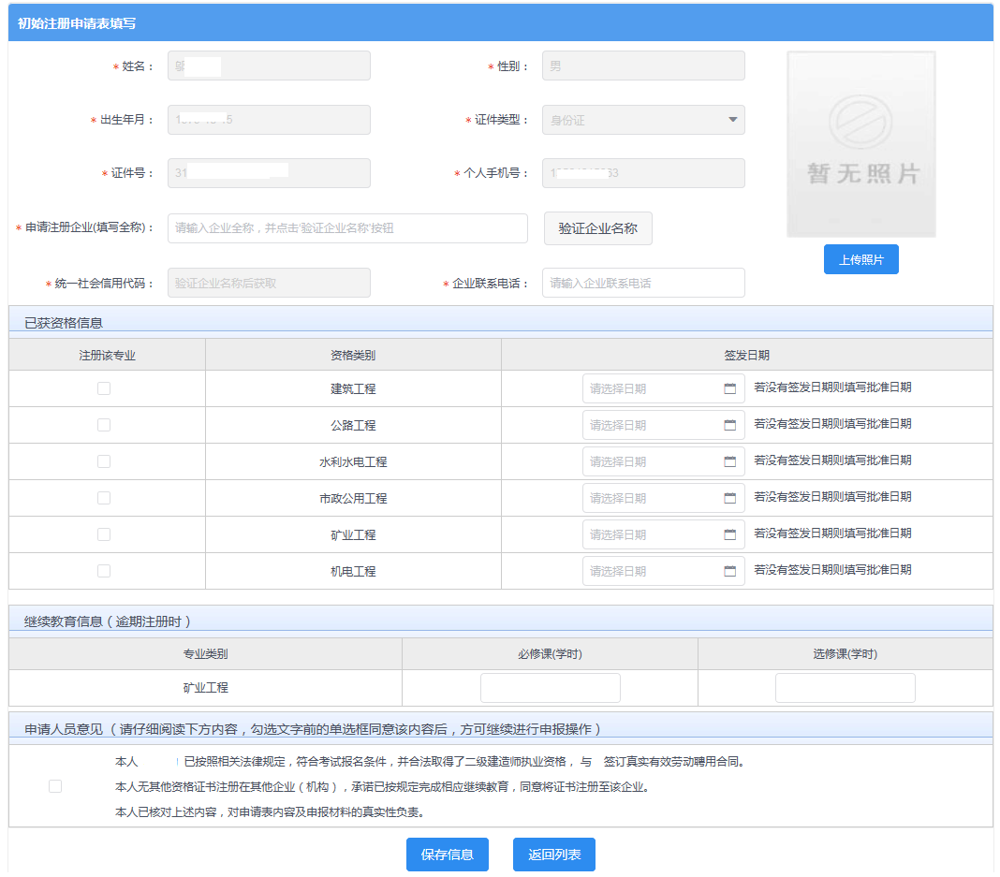 初始注册申请表填写
* 姓名： * 性别： 男
* 出生年月： 5 * 证件类型： 身份证
* 证件号： 31 * 个人手机号： 1 63
暂无照片
* 申请注册企业(填写全称)： 请输入企业全称，并点击'验证企业名称'按钮 验证企业名称
上传照片
* 统一社会信用代码： 验证企业名称后获取 * 企业联系电话： 请输入企业联系电话
已获资格信息
注册该专业 资格类别 签发日期
建筑工程 请选择日期 若没有签发日期则填写批准日期
公路工程 请选择日期 若没有签发日期则填写批准日期
水利水电工程 请选择日期 若没有签发日期则填写批准日期
市政公用工程 请选择日期 若没有签发日期则填写批准日期
矿业工程 请选择日期 若没有签发日期则填写批准日期
机电工程 请选择日期 若没有签发日期则填写批准日期
继续教育信息（逾期注册时）
专业类别 必修课(学时) 选修课(学时)
矿业工程
申请人员意见（请仔细阅读下方内容，勾选文字前的单选框同意该内容后，方可继续进行申报操作）
本人 已按照相关法律规定，符合考试报名条件，并合法取得了二级建造师执业资格， 与 签订真实有效劳动聘用合同。
本人无其他资格证书注册在其他企业（机构），承诺已按规定完成相应继续教育，同意将证书注册至该企业。
本人已核对上述内容，对申请表内容及申报材料的真实性负责。
保存信息 返回列表